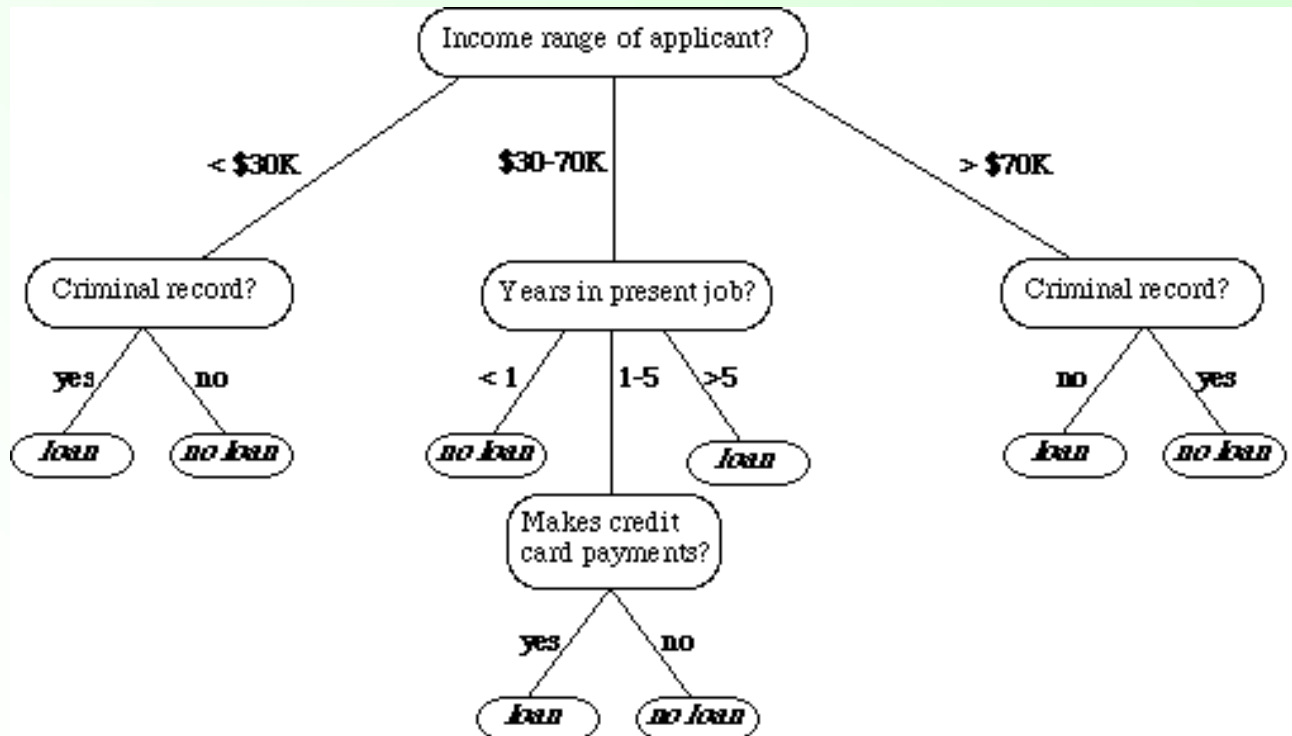 Income range of applicant?
< $30K
$30-70K
> $70K
Criminal record?
Years in present job?
Criminal record?
yes
no
< 1
1-5
>5
no
yes
loan
no loan
no loan
loan
loan
no loan
Makes credit
card payments?
yes
no
loan
no loan